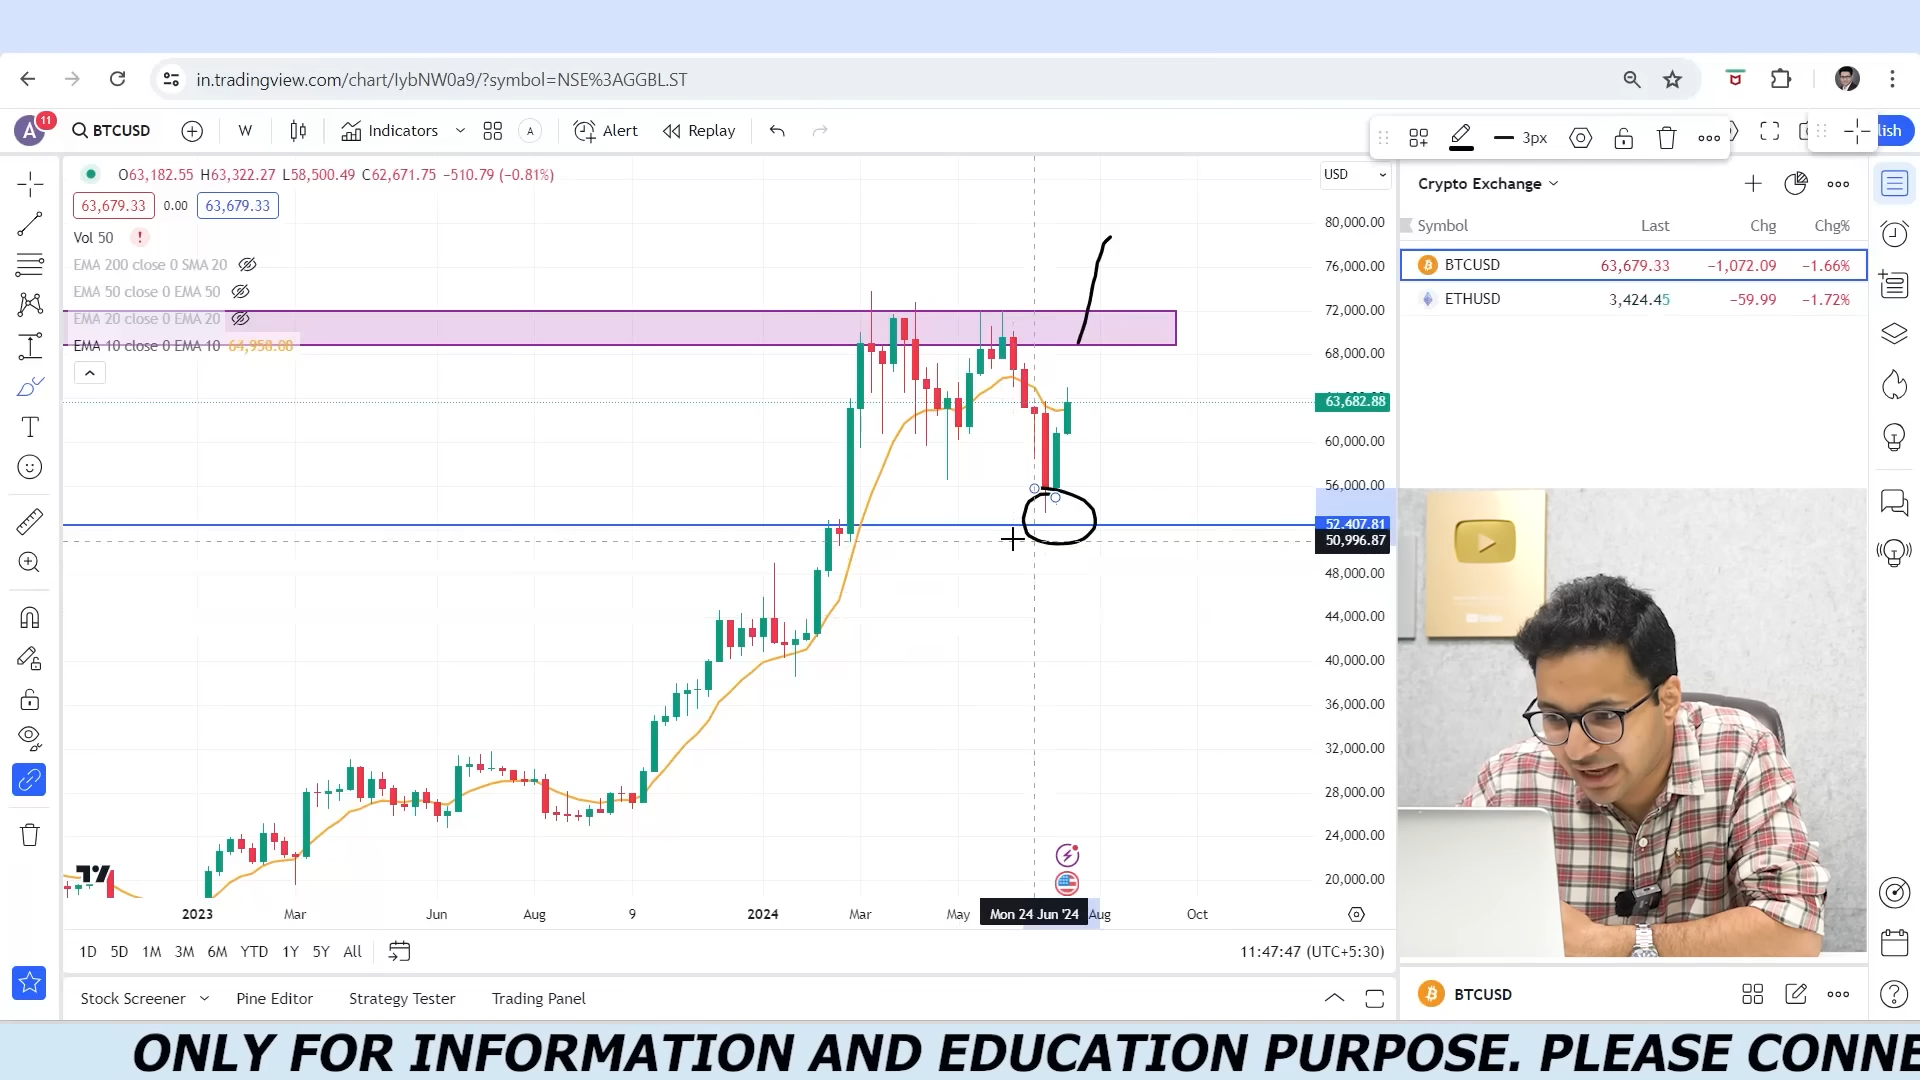 in.tradingview.com/chart/IybNW0a9/?symbol=NSE%3AGGBL.ST
A 11 BTCUSD W Indicators A Alert Replay 3px lish
O63,182.55 H63,322.27 L58,500.49 C62,671.75 −510.79 (−0.81%)
USD
63,679.33 0.00 63,679.33
Vol 50 !
EMA 200 close 0 SMA 20
EMA 50 close 0 EMA 50
EMA 20 close 0 EMA 20
EMA 10 close 0 EMA 10 64,958.00
80,000.00
76,000.00
72,000.00
68,000.00
63,682.88
60,000.00
56,000.00
52,407.81
50,996.87
48,000.00
44,000.00
40,000.00
36,000.00
32,000.00
28,000.00
24,000.00
20,000.00
2023 Mar Jun Aug 9 2024 Mar May Mon 24 Jun '24 Aug Oct
1D 5D 1M 3M 6M YTD 1Y 5Y All 11:47:47 (UTC+5:30)
Stock Screener Pine Editor Strategy Tester Trading Panel
Crypto Exchange
Symbol Last Chg Chg%
BTCUSD 63,679.33 −1,072.09 −1.66%
ETHUSD 3,424.45 −59.99 −1.72%
BTCUSD
ONLY FOR INFORMATION AND EDUCATION PURPOSE. PLEASE CONNE